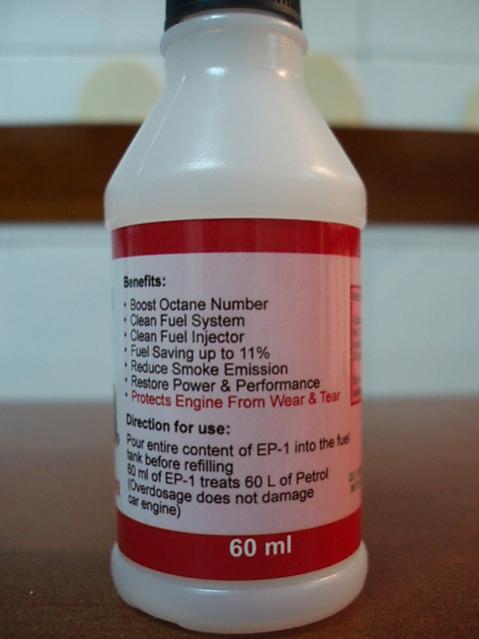 Benefits:
• Boost Octane Number
• Clean Fuel System
• Clean Fuel Injector
• Fuel Saving up to 11%
• Reduce Smoke Emission
• Restore Power & Performance
• Protects Engine From Wear & Tear
Direction for use:
Pour entire content of EP-1 into the fuel
tank before refilling
60 ml of EP-1 treats 60 L of Petrol
(Overdosage does not damage
car engine)
60 ml